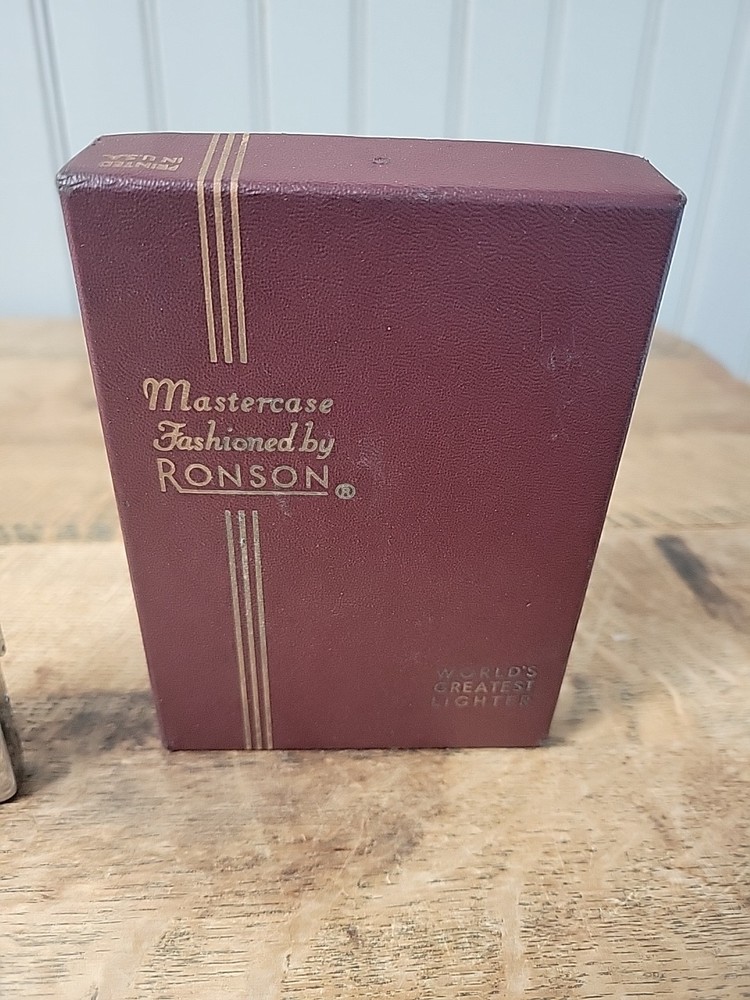 PRINTED
IN U.S.A.
Mastercase
Fashioned by
RONSON ®
WORLD'S
GREATEST
LIGHTER